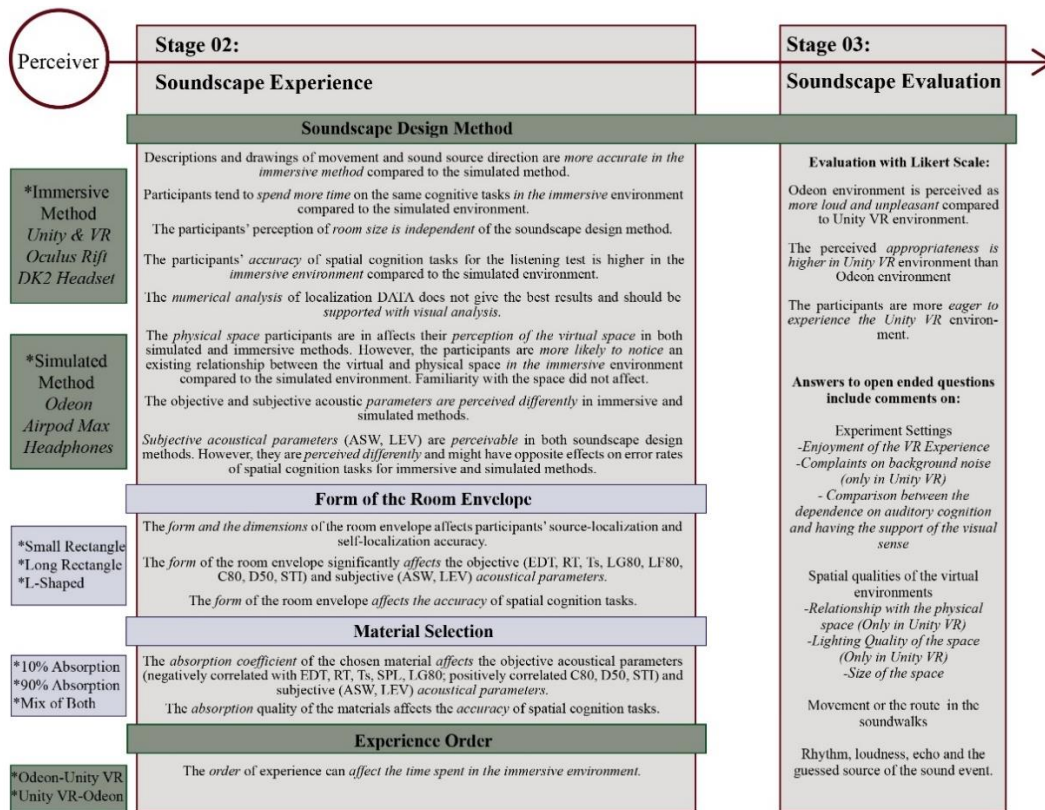 Perceiver
Stage 02:
Soundscape Experience
Stage 03:
Soundscape Evaluation
Soundscape Design Method
*Immersive
Method
Unity & VR
Oculus Rift
DK2 Headset
*Simulated
Method
Odeon
Airpod Max
Headphones
Descriptions and drawings of movement and sound source direction are more accurate in the
immersive method compared to the simulated method.
Participants tend to spend more time on the same cognitive tasks in the immersive environment
compared to the simulated environment.
The participants' perception of room size is independent of the soundscape design method.
The participants' accuracy of spatial cognition tasks for the listening test is higher in the
immersive environment compared to the simulated environment.
The numerical analysis of localization DATA does not give the best results and should be
supported with visual analysis.
The physical space participants are in affects their perception of the virtual space in both
simulated and immersive methods. However, the participants are more likely to notice an
existing relationship between the virtual and physical space in the immersive environment
compared to the simulated environment. Familiarity with the space did not affect.
The objective and subjective acoustic parameters are perceived differently in immersive and
simulated methods.
Subjective acoustical parameters (ASW, LEV) are perceivable in both soundscape design
methods. However, they are perceived differently and might have opposite effects on error rates
of spatial cognition tasks for immersive and simulated methods.
Form of the Room Envelope
*Small Rectangle
*Long Rectangle
*L-Shaped
The form and the dimensions of the room envelope affects participants' source-localization and
self-localization accuracy.
The form of the room envelope significantly affects the objective (EDT, RT, Ts, LG80, LF80,
C80, D50, STI) and subjective (ASW, LEV) acoustical parameters.
The form of the room envelope affects the accuracy of spatial cognition tasks.
Material Selection
*10% Absorption
*90% Absorption
*Mix of Both
The absorption coefficient of the chosen material affects the objective acoustical parameters
(negatively correlated with EDT, RT, Ts, SPL, LG80; positively correlated C80, D50, STI) and
subjective (ASW, LEV) acoustical parameters.
The absorption quality of the materials affects the accuracy of spatial cognition tasks.
Experience Order
*Odeon-Unity VR
*Unity VR-Odeon
The order of experience can affect the time spent in the immersive environment.
Evaluation with Likert Scale:
Odeon environment is perceived as
more loud and unpleasant compared
to Unity VR environment.
The perceived appropriateness is
higher in Unity VR environment than
Odeon environment
The participants are more eager to
experience the Unity VR environ-
ment.
Answers to open ended questions
include comments on:
Experiment Settings
-Enjoyment of the VR Experience
-Complaints on background noise
(only in Unity VR)
- Comparison between the
dependence on auditory cognition
and having the support of the visual
sense
Spatial qualities of the virtual
environments
-Relationship with the physical
space (Only in Unity VR)
-Lighting Quality of the space
(Only in Unity VR)
-Size of the space
Movement or the route in the
soundwalks
Rhythm, loudness, echo and the
guessed source of the sound event.